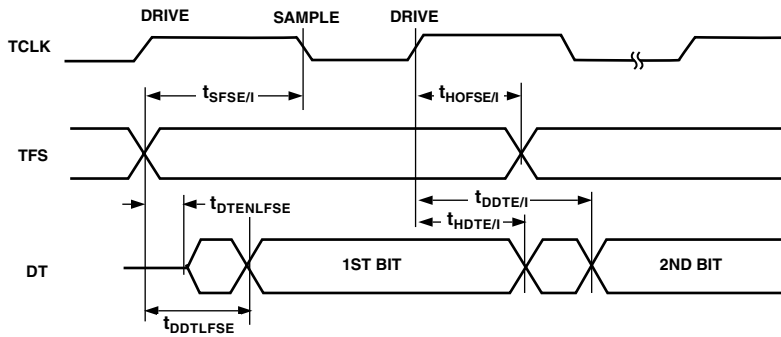 DRIVE SAMPLE DRIVE
TCLK
tSFSE/I tHOFSE/I
TFS
tDDTE/I
tDTENLFSE
tHDTE/I
DT 1ST BIT 2ND BIT
tDDTLFSE